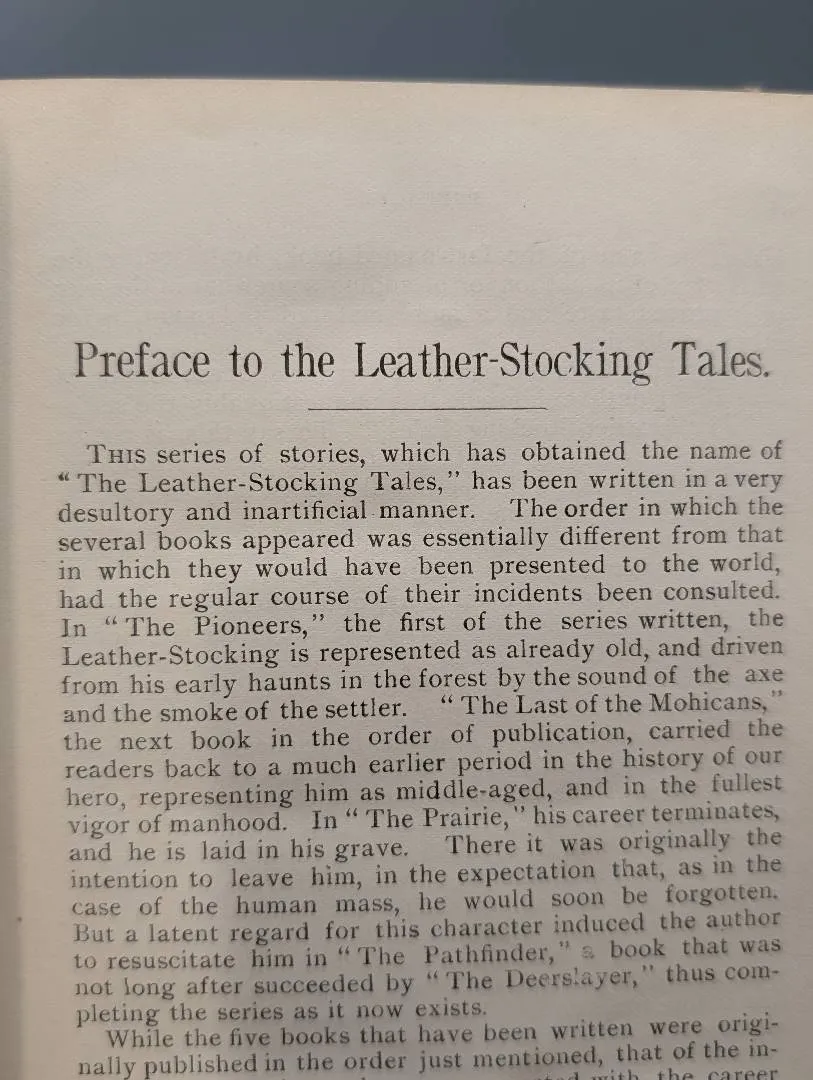 Preface to the Leather-Stocking Tales.
THIS series of stories, which has obtained the name of
“The Leather-Stocking Tales,” has been written in a very
desultory and inartificial manner. The order in which the
several books appeared was essentially different from that
in which they would have been presented to the world,
had the regular course of their incidents been consulted.
In “The Pioneers,” the first of the series written, the
Leather-Stocking is represented as already old, and driven
from his early haunts in the forest by the sound of the axe
and the smoke of the settler. “The Last of the Mohicans,”
the next book in the order of publication, carried the
readers back to a much earlier period in the history of our
hero, representing him as middle-aged, and in the fullest
vigor of manhood. In “The Prairie,” his career terminates,
and he is laid in his grave. There it was originally the
intention to leave him, in the expectation that, as in the
case of the human mass, he would soon be forgotten.
But a latent regard for this character induced the author
to resuscitate him in “The Pathfinder,” a book that was
not long after succeeded by “The Deerslayer,” thus com-
pleting the series as it now exists.
While the five books that have been written were origi-
nally published in the order just mentioned, that of the in-
with the career